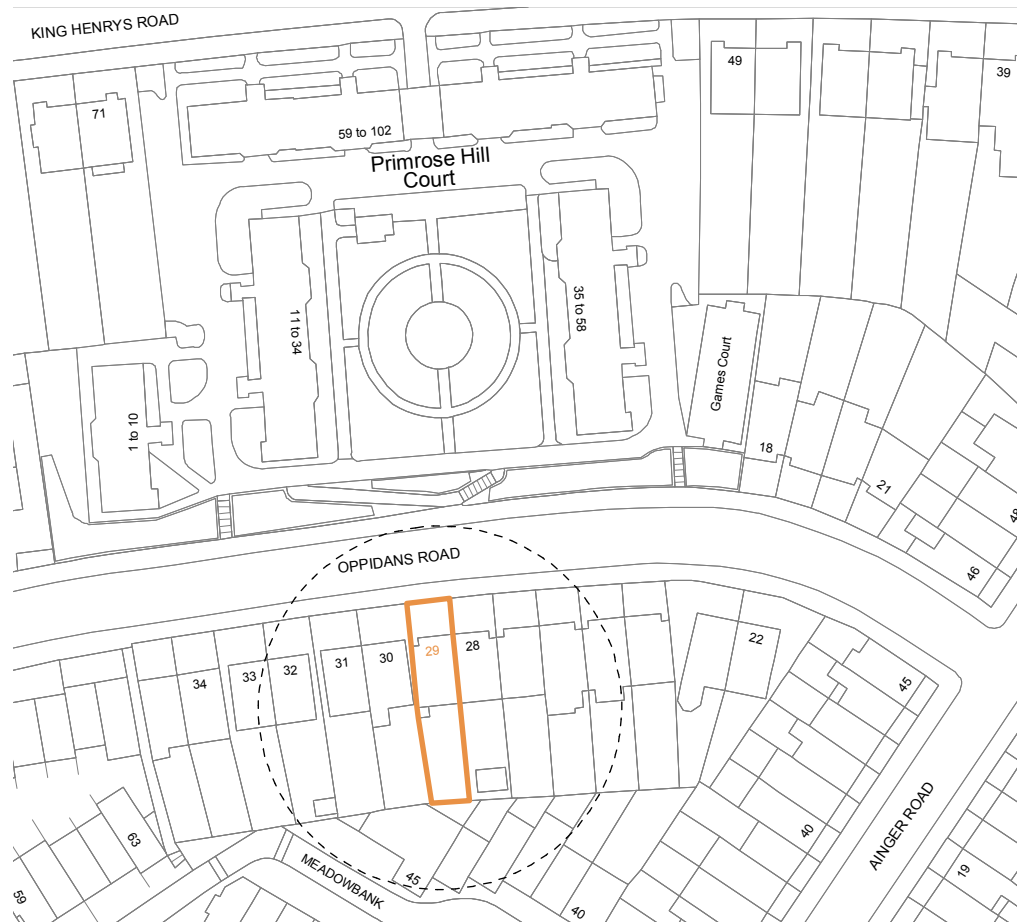 KING HENRYS ROAD
49
39
71
59 to 102
Primrose Hill
Court
11 to 34
35 to 58
Games Court
1 to 10
18
21
48
46
OPPIDANS ROAD
34
33
32
31
30
29
28
22
45
63
59
MEADOWBANK
45
40
40
AINGER ROAD
19